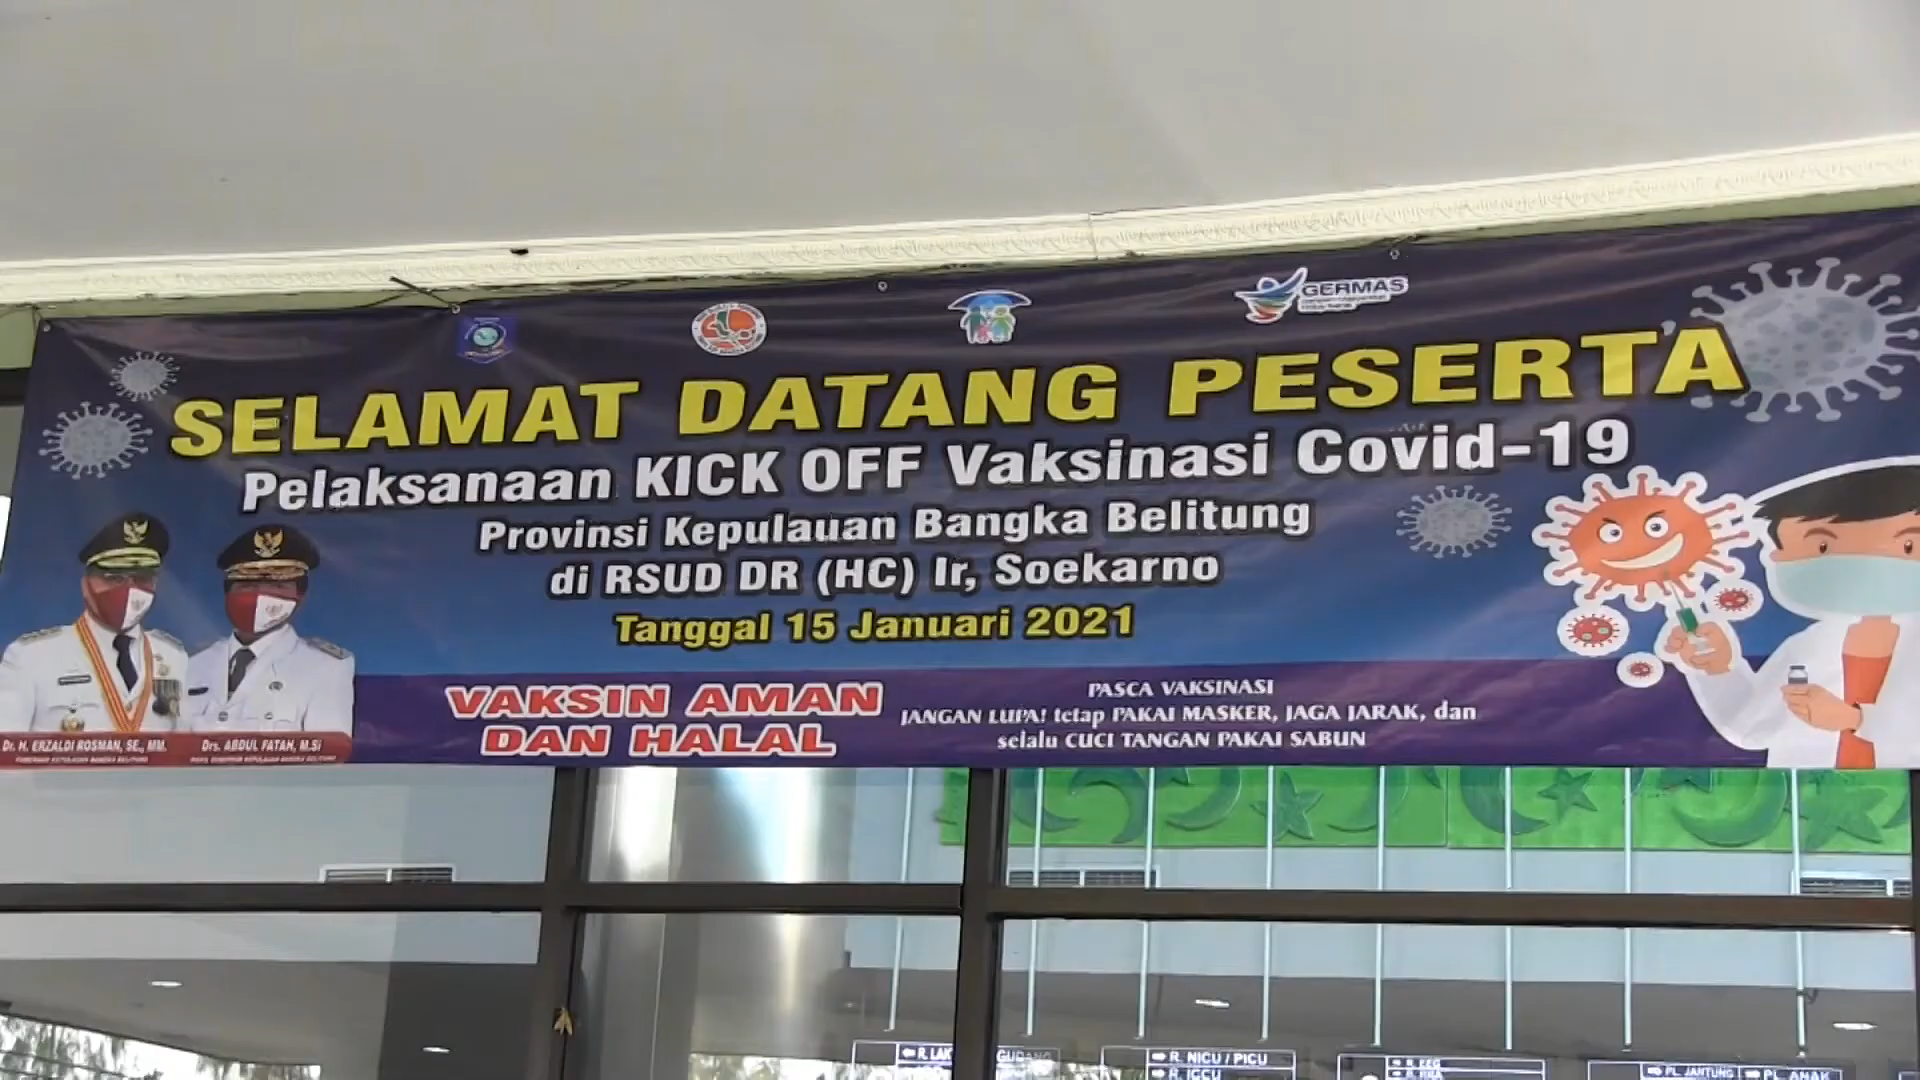 GERMAS
SELAMAT DATANG PESERTA
Pelaksanaan KICK OFF Vaksinasi Covid-19
Provinsi Kepulauan Bangka Belitung
di RSUD DR (HC) Ir, Soekarno
Tanggal 15 Januari 2021
VAKSIN AMAN
DAN HALAL
PASCA VAKSINASI
JANGAN LUPA! tetap PAKAI MASKER, JAGA JARAK, dan
selalu CUCI TANGAN PAKAI SABUN
Dr. H. ERZALDI ROSMAN, SE., MM.
Drs. ABDUL FATAH, M.Si
R. NICU / PICU
R. ICCU
PL. JANTUNG
PL. ANAK